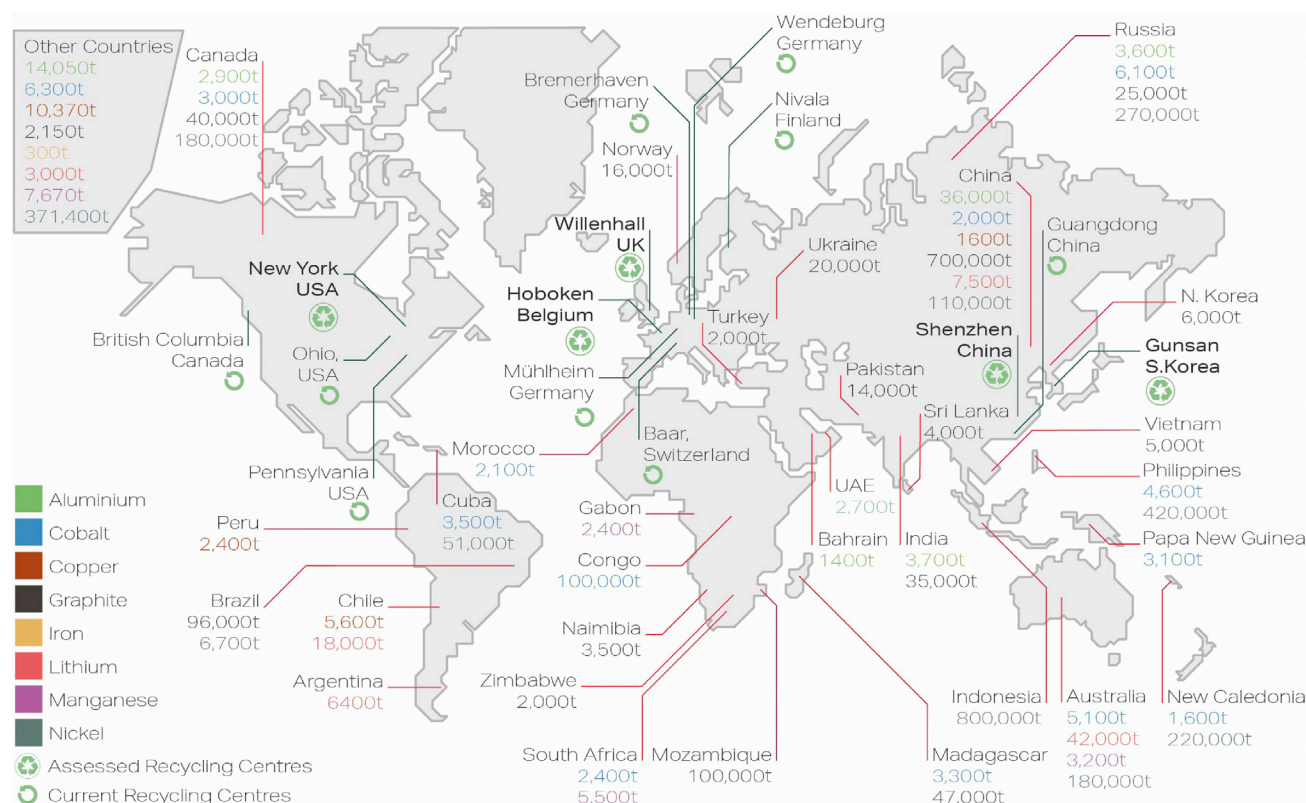 Other Countries
14,050t
6,300t
10,370t
2,150t
300t
3,000t
7,670t
371,400t
Canada
2,900t
3,000t
40,000t
180,000t
Bremerhaven
Germany
Wendeburg
Germany
Nivala
Finland
Norway
16,000t
Russia
3,600t
6,100t
25,000t
270,000t
China
36,000t
2,000t
1600t
700,000t
7,500t
110,000t
Guangdong
China
Willenhall
UK
Ukraine
20,000t
New York
USA
Hoboken
Belgium
Turkey
2,000t
N. Korea
6,000t
British Columbia
Canada
Ohio,
USA
Mühlheim
Germany
Pakistan
14,000t
Shenzhen
China
Gunsan
S.Korea
Sri Lanka
4,000t
Vietnam
5,000t
Morocco
2,100t
Baar,
Switzerland
Pennsylvania
USA
Cuba
3,500t
51,000t
UAE
2,700t
Philippines
4,600t
420,000t
Peru
2,400t
Gabon
2,400t
Congo
100,000t
Bahrain
1400t
India
3,700t
35,000t
Papa New Guinea
3,100t
Brazil
96,000t
6,700t
Chile
5,600t
18,000t
Naimibia
3,500t
Argentina
6400t
Zimbabwe
2,000t
Indonesia
800,000t
Australia
5,100t
42,000t
3,200t
180,000t
New Caledonia
1,600t
220,000t
South Africa
2,400t
5,500t
Mozambique
100,000t
Madagascar
3,300t
47,000t
Aluminium
Cobalt
Copper
Graphite
Iron
Lithium
Manganese
Nickel
Assessed Recycling Centres
Current Recycling Centres